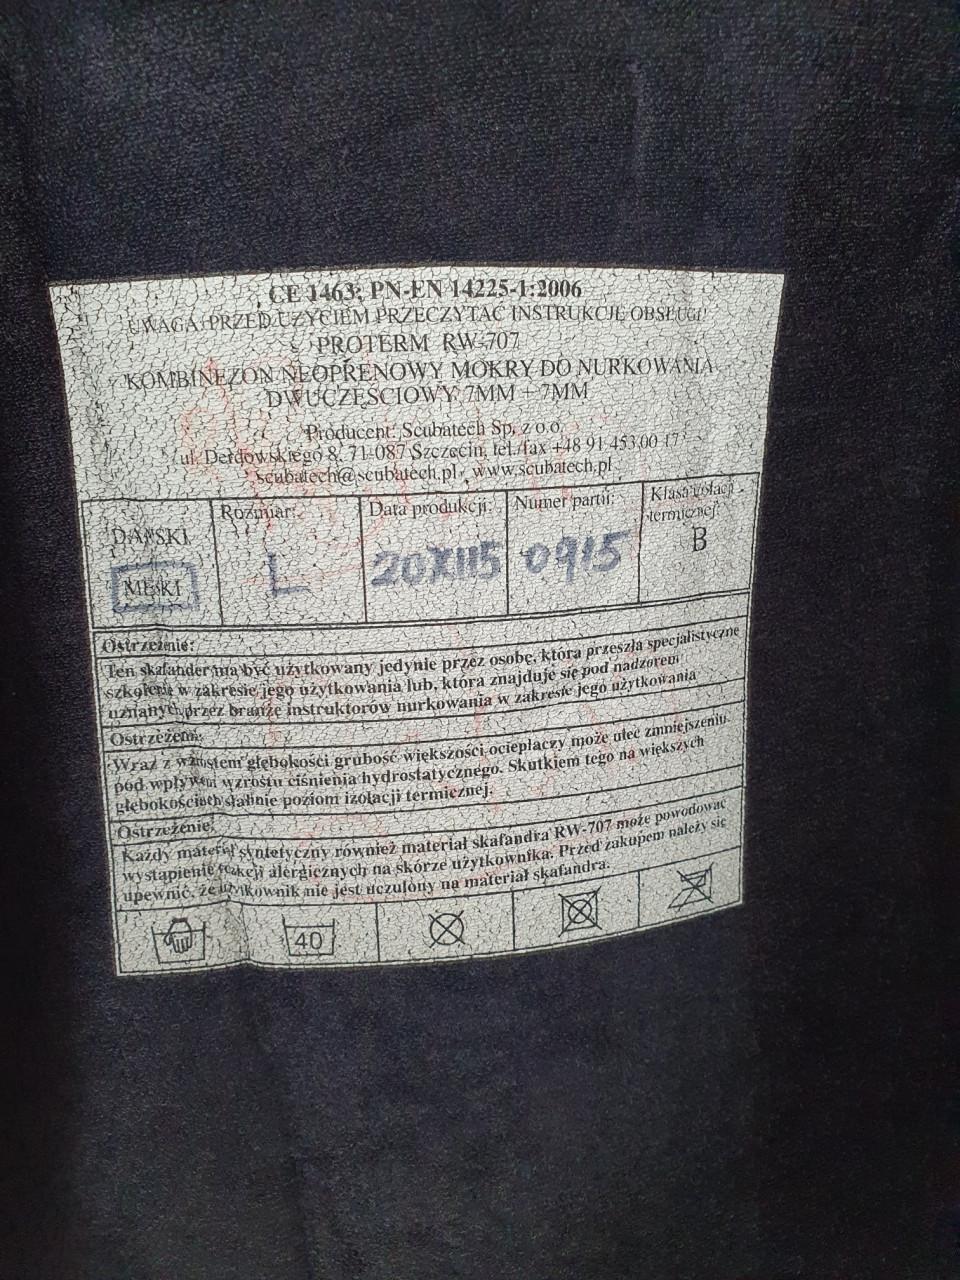 CE 1463; PN-EN 14225-1:2006
UWAGA! PRZED UŻYCIEM PRZECZYTAĆ INSTRUKCJĘ OBSŁUGI!
PROTERM RW-707
KOMBINEZON NEOPRENOWY MOKRY DO NURKOWANIA
DWUCZĘŚCIOWY 7MM + 7MM
Producent: Scubatech Sp. z o.o.
ul. Derdowskiego 8, 71-087 Szczecin, tel./fax +48 91 453 00 17
scubatech@scubatech.pl, www.scubatech.pl
DAMSKI
MĘSKI
Rozmiar:
L
Data produkcji:
Numer partii:
0915
Klasa izolacji
termicznej:
B
Ostrzeżenie:
Ten skafander ma być użytkowany jedynie przez osobę, która przeszła specjalistyczne
szkolenie w zakresie jego użytkowania lub, która znajduje się pod nadzorem
uznanych przez branżę instruktorów nurkowania w zakresie jego użytkowania
Ostrzeżenie:
Wraz z wzrostem głębokości grubość większości ocieplaczy może ulec zmniejszeniu
pod wpływem wzrostu ciśnienia hydrostatycznego. Skutkiem tego na większych
głębokościach słabnie poziom izolacji termicznej.
Ostrzeżenie:
Każdy materiał syntetyczny również materiał skafandra RW-707 może powodować
wystąpienie reakcji alergicznych na skórze użytkownika. Przed zakupem należy się
upewnić, że użytkownik nie jest uczulony na materiał skafandra.
40